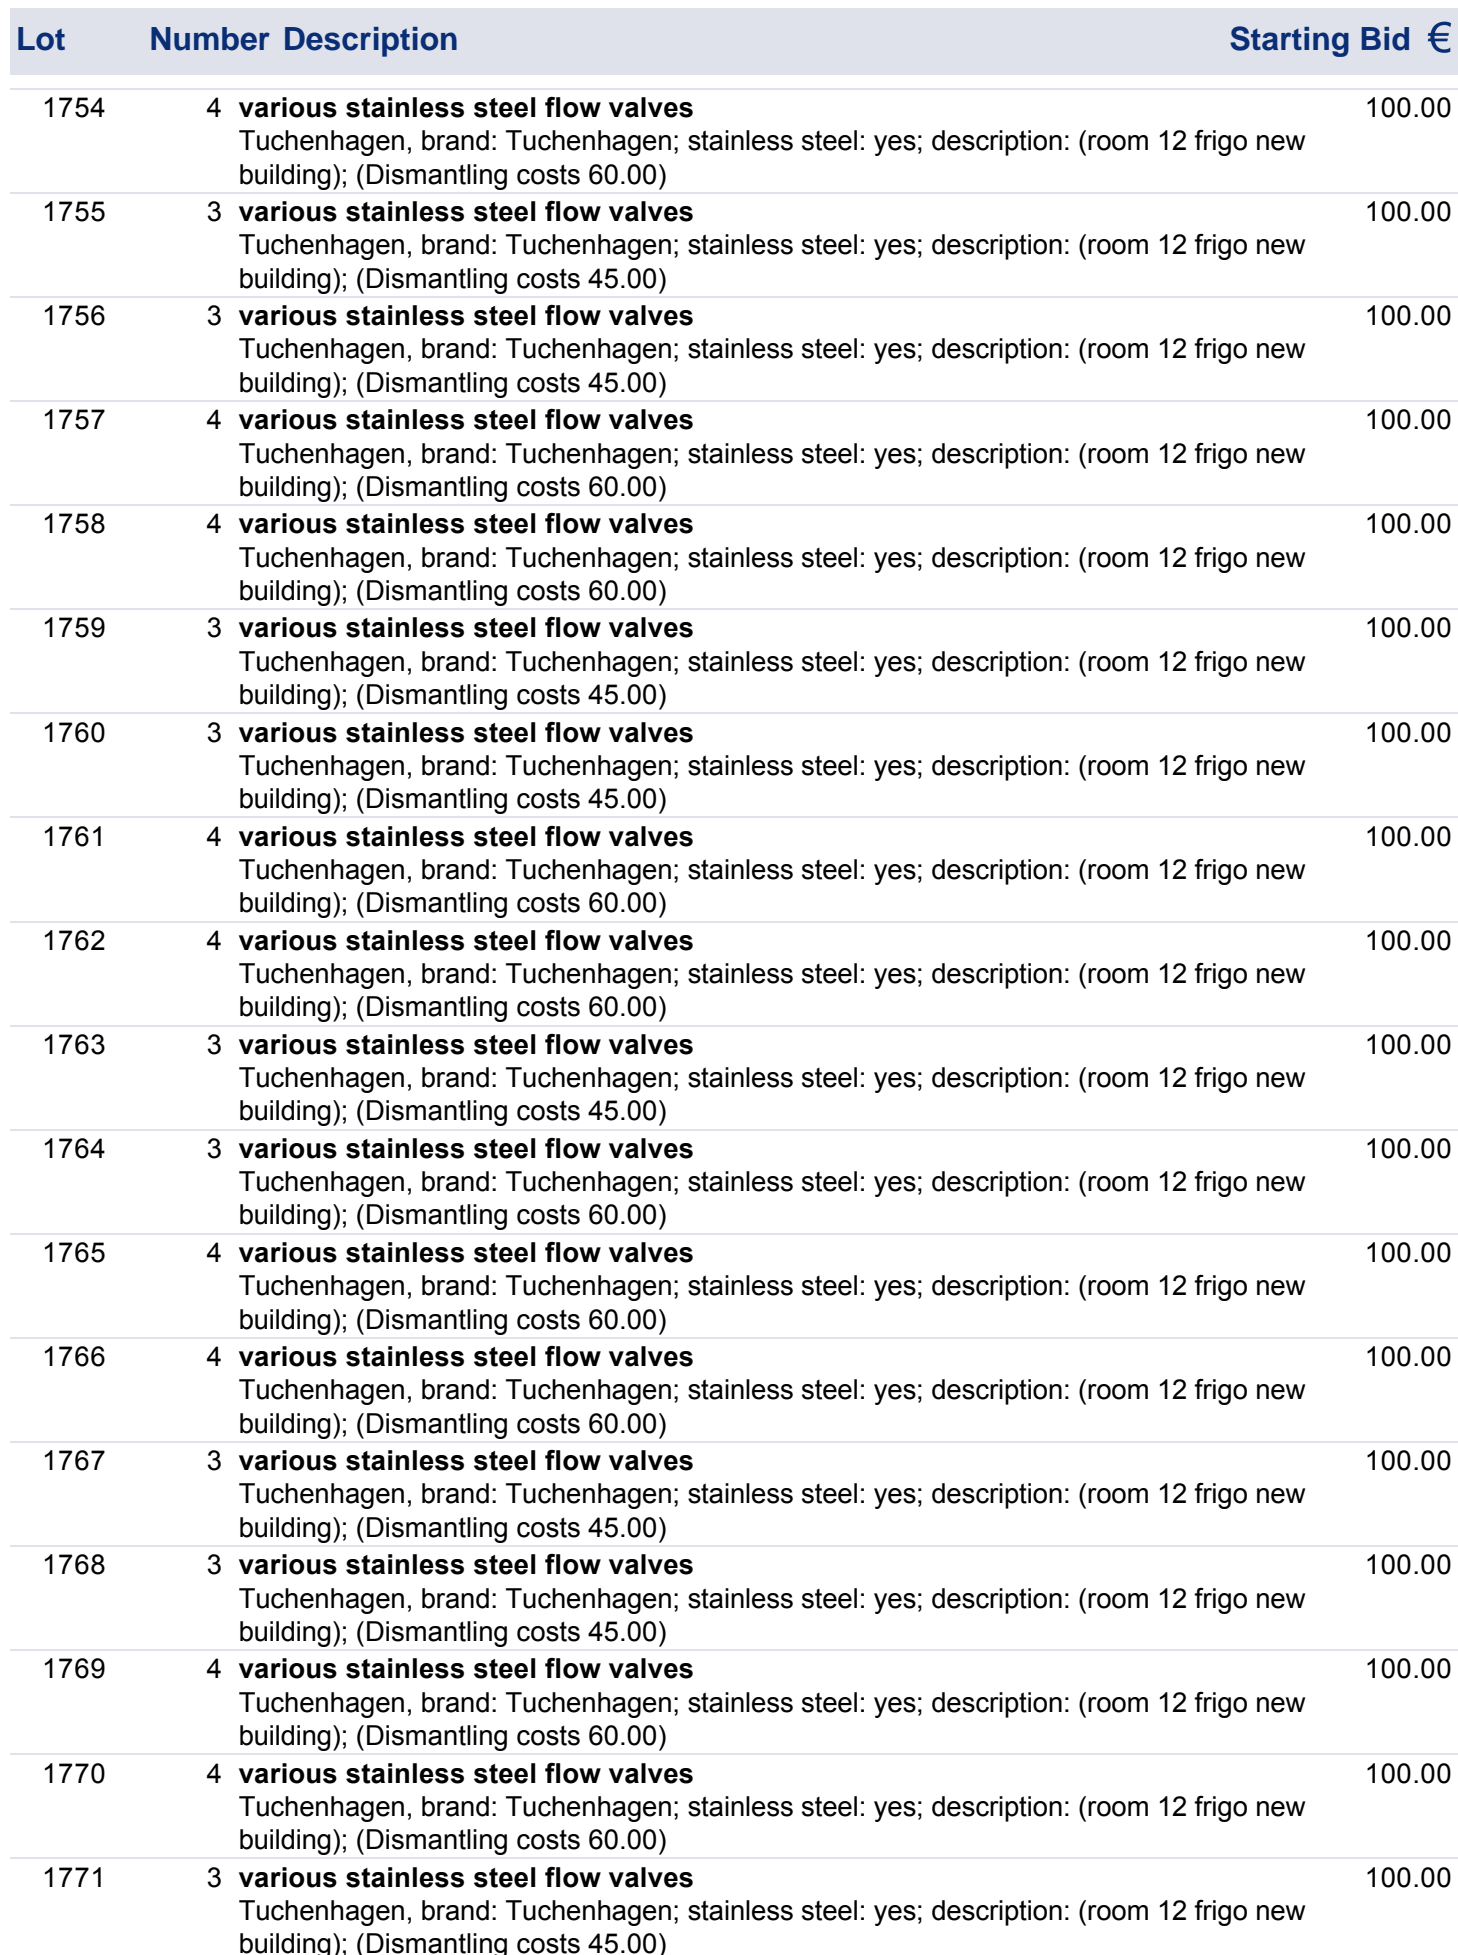 Lot Number Description Starting Bid €
1754 4 various stainless steel flow valves 100.00
Tuchenhagen, brand: Tuchenhagen; stainless steel: yes; description: (room 12 frigo new
building); (Dismantling costs 60.00)
1755 3 various stainless steel flow valves 100.00
Tuchenhagen, brand: Tuchenhagen; stainless steel: yes; description: (room 12 frigo new
building); (Dismantling costs 45.00)
1756 3 various stainless steel flow valves 100.00
Tuchenhagen, brand: Tuchenhagen; stainless steel: yes; description: (room 12 frigo new
building); (Dismantling costs 45.00)
1757 4 various stainless steel flow valves 100.00
Tuchenhagen, brand: Tuchenhagen; stainless steel: yes; description: (room 12 frigo new
building); (Dismantling costs 60.00)
1758 4 various stainless steel flow valves 100.00
Tuchenhagen, brand: Tuchenhagen; stainless steel: yes; description: (room 12 frigo new
building); (Dismantling costs 60.00)
1759 3 various stainless steel flow valves 100.00
Tuchenhagen, brand: Tuchenhagen; stainless steel: yes; description: (room 12 frigo new
building); (Dismantling costs 45.00)
1760 3 various stainless steel flow valves 100.00
Tuchenhagen, brand: Tuchenhagen; stainless steel: yes; description: (room 12 frigo new
building); (Dismantling costs 45.00)
1761 4 various stainless steel flow valves 100.00
Tuchenhagen, brand: Tuchenhagen; stainless steel: yes; description: (room 12 frigo new
building); (Dismantling costs 60.00)
1762 4 various stainless steel flow valves 100.00
Tuchenhagen, brand: Tuchenhagen; stainless steel: yes; description: (room 12 frigo new
building); (Dismantling costs 60.00)
1763 3 various stainless steel flow valves 100.00
Tuchenhagen, brand: Tuchenhagen; stainless steel: yes; description: (room 12 frigo new
building); (Dismantling costs 45.00)
1764 3 various stainless steel flow valves 100.00
Tuchenhagen, brand: Tuchenhagen; stainless steel: yes; description: (room 12 frigo new
building); (Dismantling costs 60.00)
1765 4 various stainless steel flow valves 100.00
Tuchenhagen, brand: Tuchenhagen; stainless steel: yes; description: (room 12 frigo new
building); (Dismantling costs 60.00)
1766 4 various stainless steel flow valves 100.00
Tuchenhagen, brand: Tuchenhagen; stainless steel: yes; description: (room 12 frigo new
building); (Dismantling costs 60.00)
1767 3 various stainless steel flow valves 100.00
Tuchenhagen, brand: Tuchenhagen; stainless steel: yes; description: (room 12 frigo new
building); (Dismantling costs 45.00)
1768 3 various stainless steel flow valves 100.00
Tuchenhagen, brand: Tuchenhagen; stainless steel: yes; description: (room 12 frigo new
building); (Dismantling costs 45.00)
1769 4 various stainless steel flow valves 100.00
Tuchenhagen, brand: Tuchenhagen; stainless steel: yes; description: (room 12 frigo new
building); (Dismantling costs 60.00)
1770 4 various stainless steel flow valves 100.00
Tuchenhagen, brand: Tuchenhagen; stainless steel: yes; description: (room 12 frigo new
building); (Dismantling costs 60.00)
1771 3 various stainless steel flow valves 100.00
Tuchenhagen, brand: Tuchenhagen; stainless steel: yes; description: (room 12 frigo new
building); (Dismantling costs 45.00)